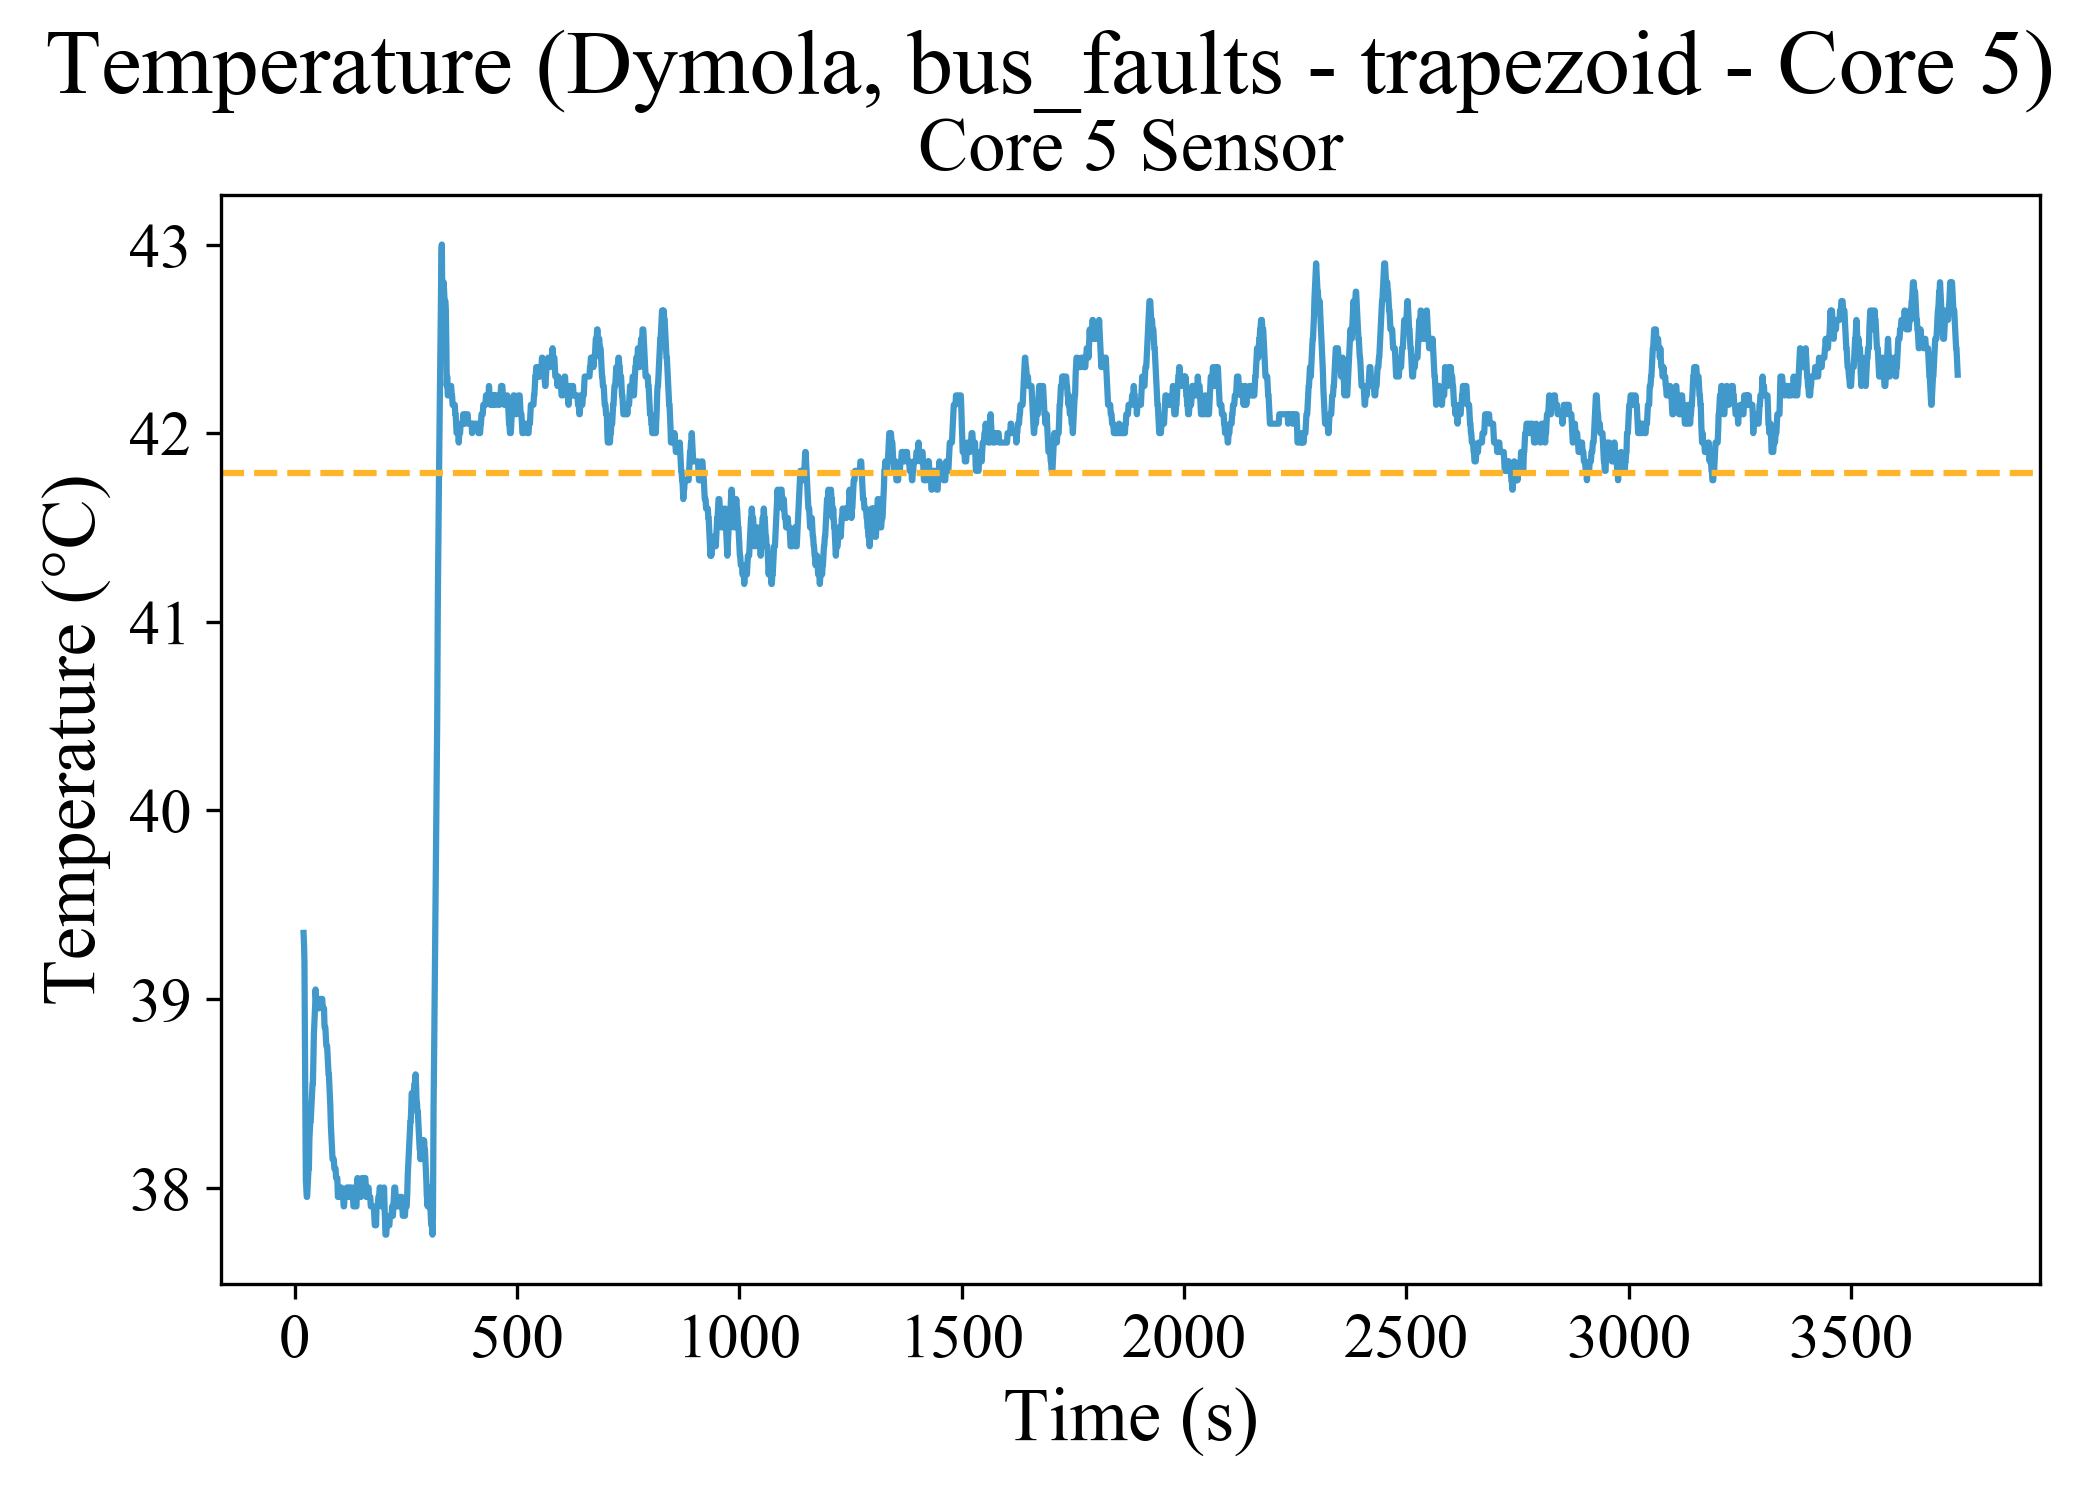 Temperature (Dymola, bus_faults - trapezoid - Core 5)
Core 5 Sensor
43
42
41
40
39
38
Temperature (°C)
0 500 1000 1500 2000 2500 3000 3500
Time (s)